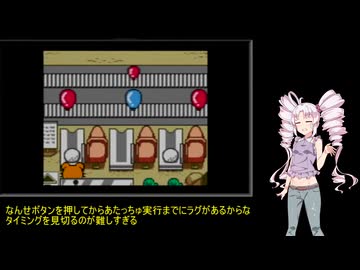 なんせボタンを押してからあたっちゅ実行までにラグがあるからな
タイミングを見切るのが難しすぎる